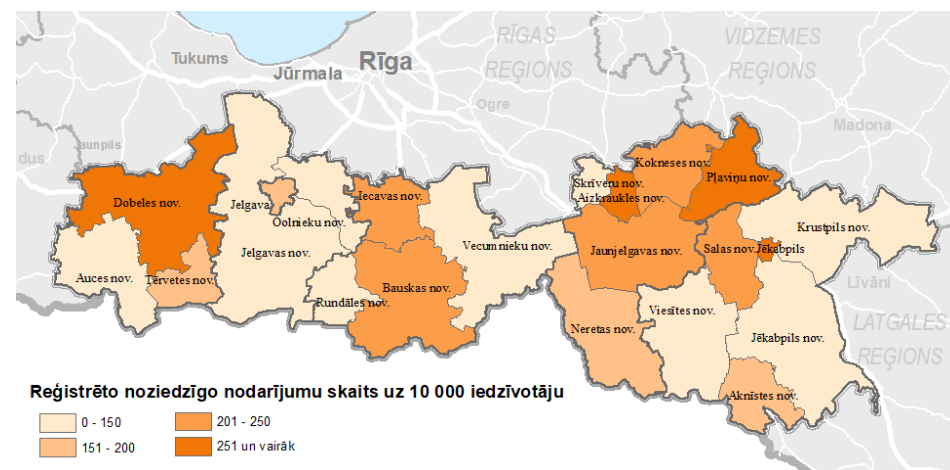 RĪGAS
REĢIONS
VIDZEMES
REĢIONS
Tukums
Rīga
Jūrmala
Ogre
Madona
aunpils
dus
Kokneses nov.
Skrīveru nov.
Pļaviņu nov.
Aizkraukles nov.
Dobeles nov.
Jelgava
Iecavas nov.
Oolnieku nov.
Krustpils nov.
Vecumnieku nov.
Jaunjelgavas nov.
Salas nov.
Jēkabpils
Jelgavas nov.
Auces nov.
Tērvetes nov.
Bauskas nov.
Rundāles nov.
Līvāni
Viesītes nov.
Neretas nov.
Jēkabpils nov.
LATGALES
REĢIONS
Aknīstes nov.
Reģistrēto noziedzīgo nodarījumu skaits uz 10 000 iedzīvotāju
0 - 150
201 - 250
151 - 200
251 un vairāk